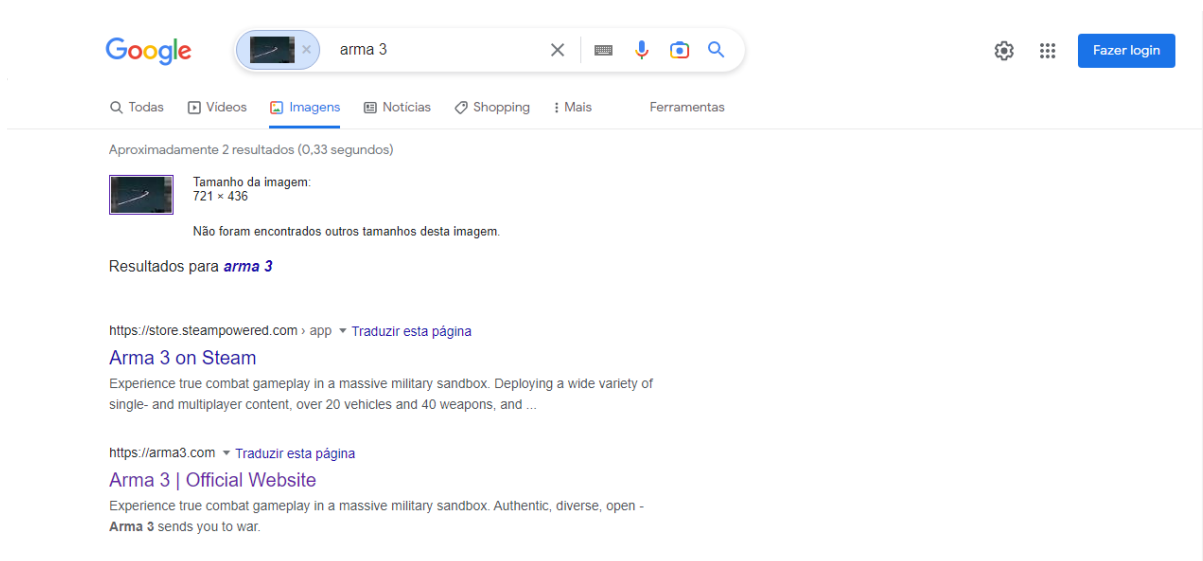 Google
arma 3
Fazer login
Todas
Vídeos
Imagens
Notícias
Shopping
Mais
Ferramentas
Aproximadamente 2 resultados (0,33 segundos)
Tamanho da imagem:
721 × 436
Não foram encontrados outros tamanhos desta imagem.
Resultados para arma 3
https://store.steampowered.com › app Traduzir esta página
Arma 3 on Steam
Experience true combat gameplay in a massive military sandbox. Deploying a wide variety of
single- and multiplayer content, over 20 vehicles and 40 weapons, and ...
https://arma3.com Traduzir esta página
Arma 3 | Official Website
Experience true combat gameplay in a massive military sandbox. Authentic, diverse, open -
Arma 3 sends you to war.